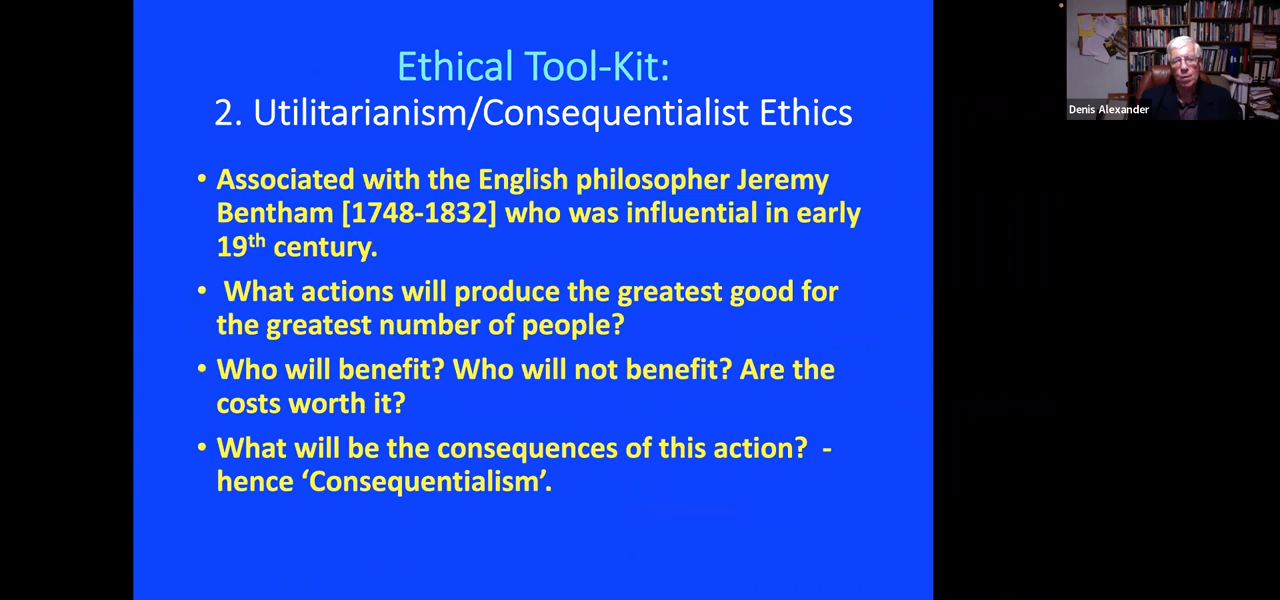 Ethical Tool-Kit:
2. Utilitarianism/Consequentialist Ethics
• Associated with the English philosopher Jeremy
Bentham [1748-1832] who was influential in early
19th century.
• What actions will produce the greatest good for
the greatest number of people?
• Who will benefit? Who will not benefit? Are the
costs worth it?
• What will be the consequences of this action? -
hence ‘Consequentialism’.
Denis Alexander